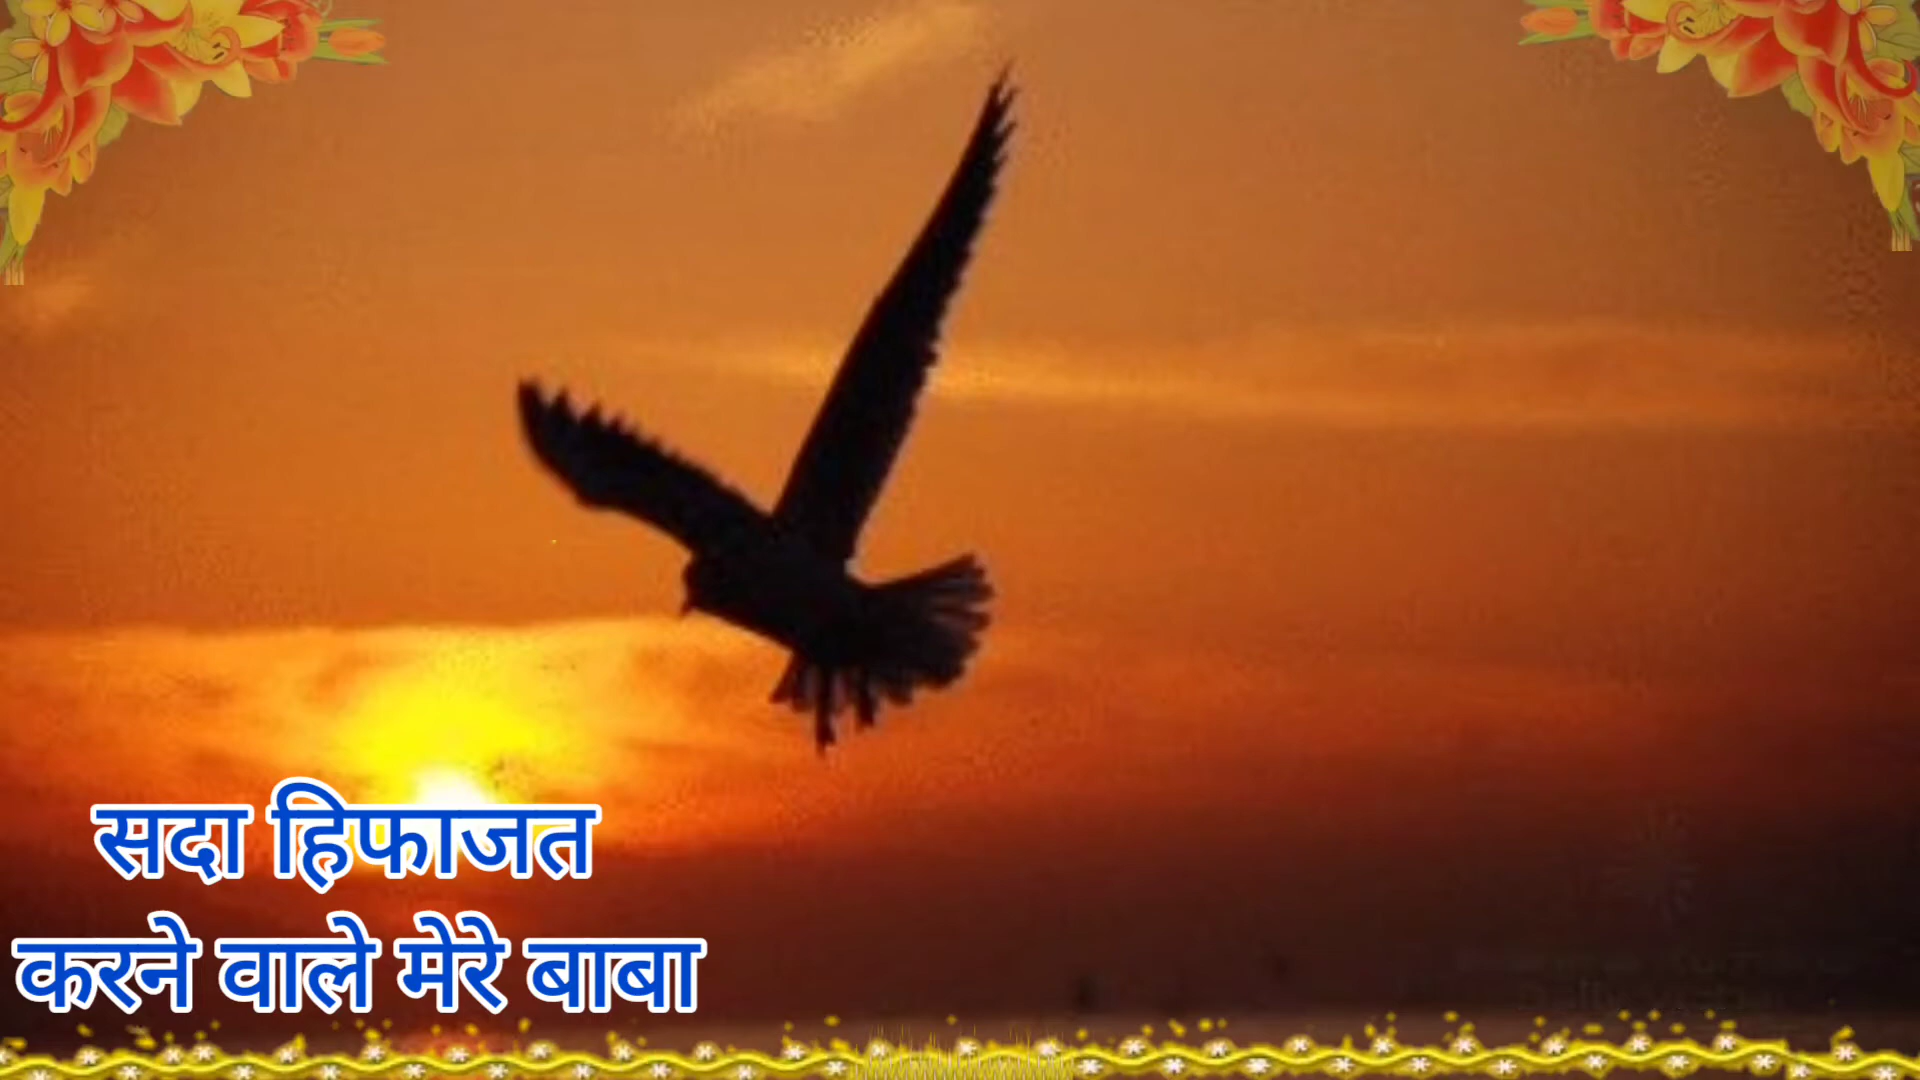 सदा हिफाजत
करने वाले मेरे बाबा